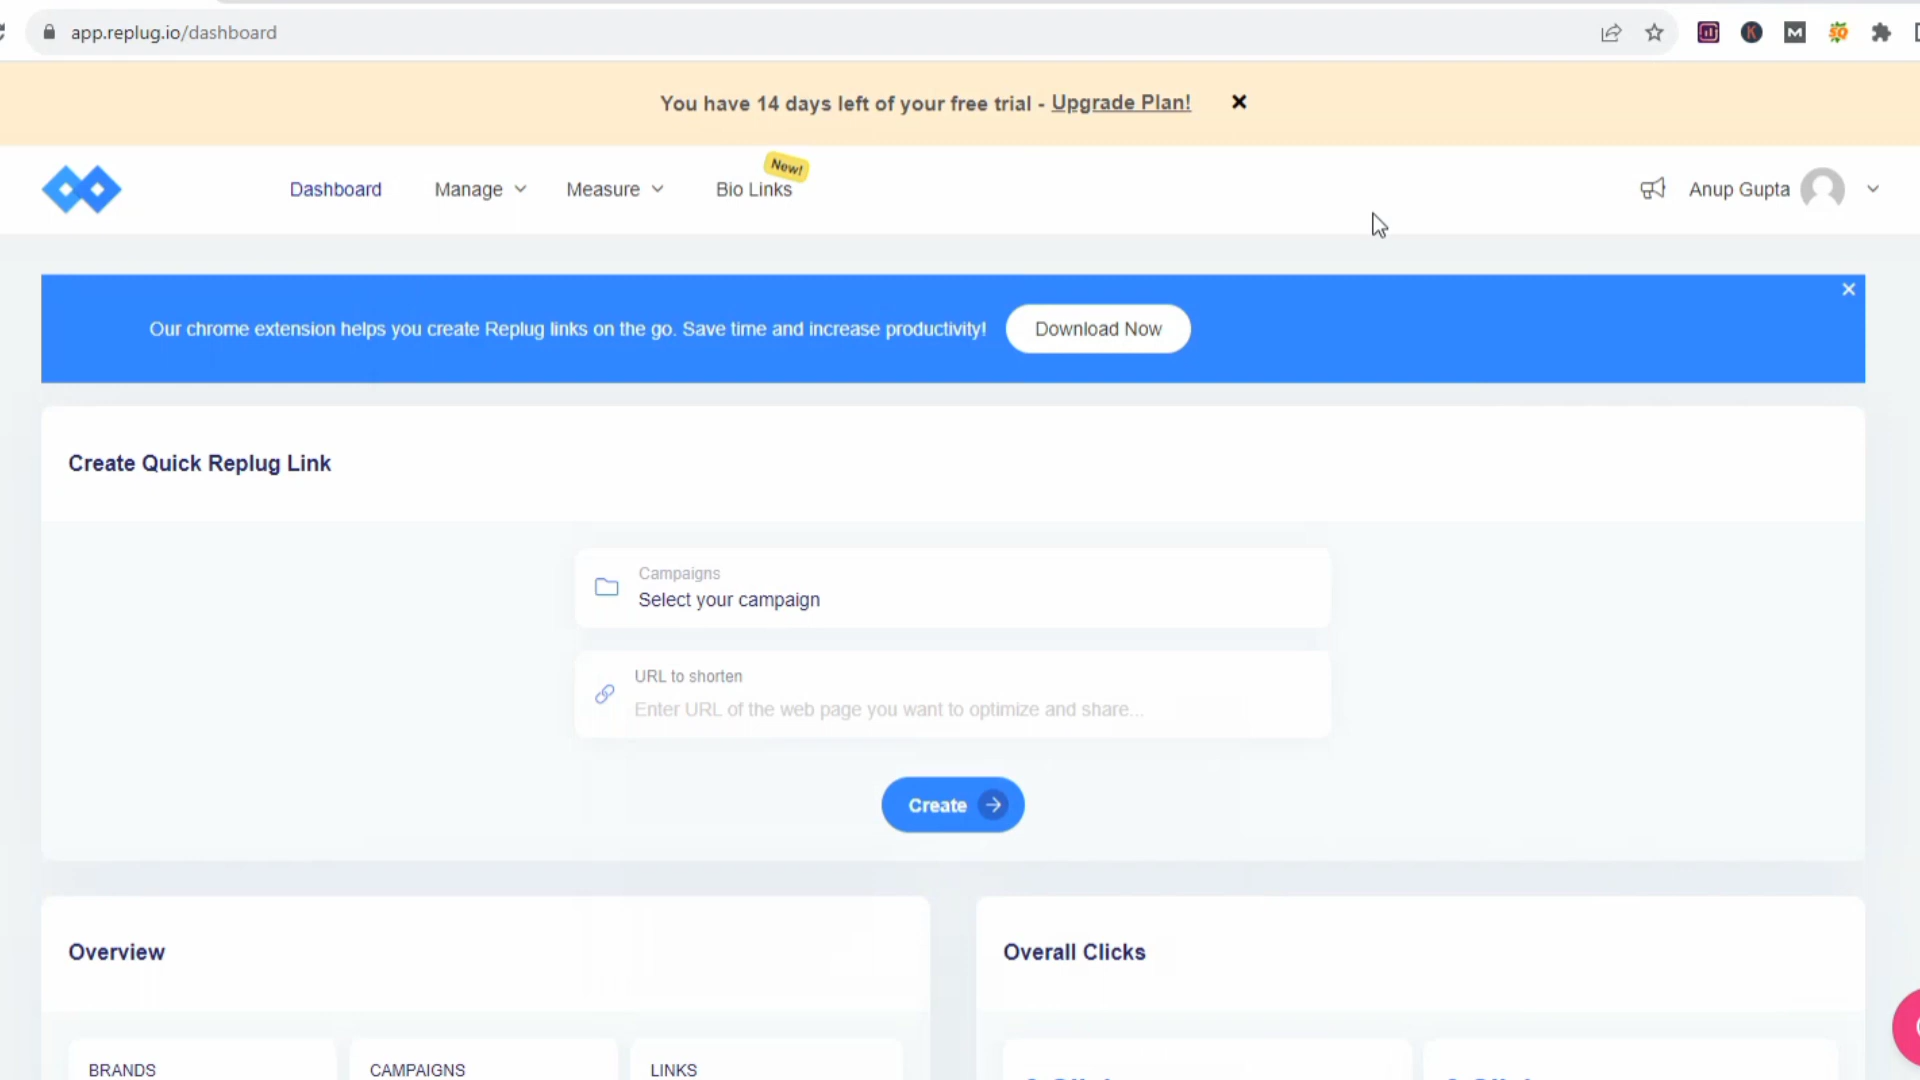 app.replug.io/dashboard
You have 14 days left of your free trial - Upgrade Plan!
New!
Dashboard
Manage
Measure
Bio Links
Anup Gupta
Our chrome extension helps you create Replug links on the go. Save time and increase productivity!
Download Now
Create Quick Replug Link
Campaigns
Select your campaign
URL to shorten
Enter URL of the web page you want to optimize and share...
Create
Overview
Overall Clicks
BRANDS
CAMPAIGNS
LINKS